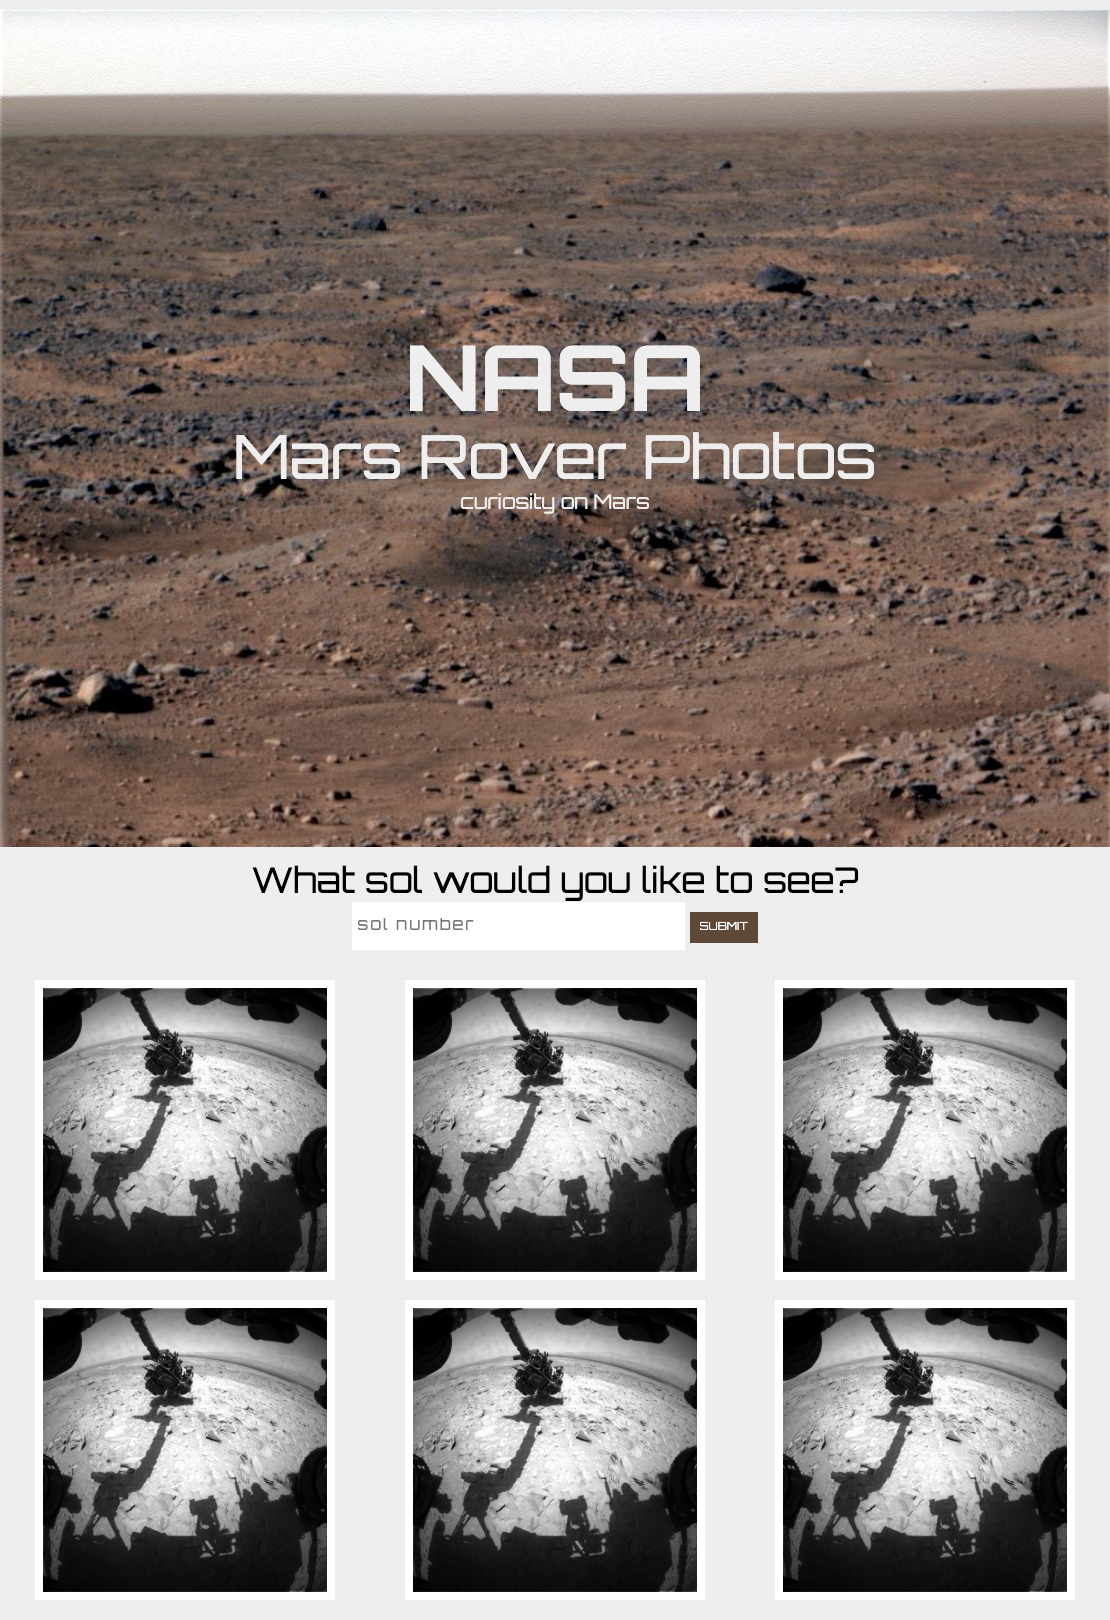 NASA
Mars Rover Photos
curiosity on Mars
What sol would you like to see?
sol number
SUBMIT